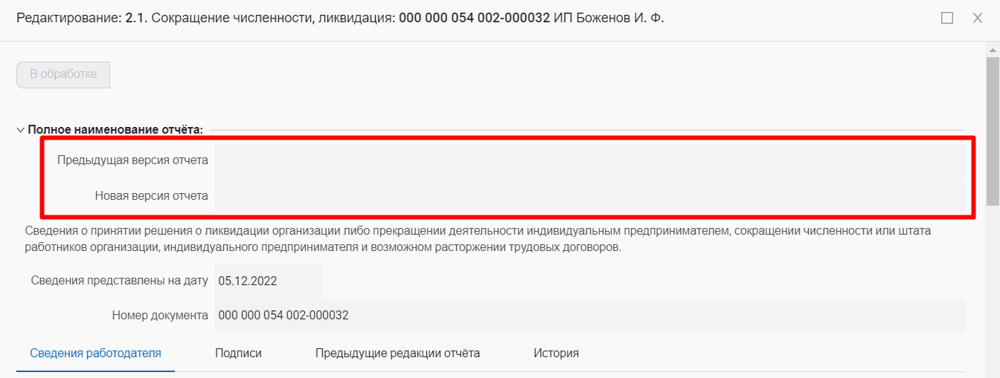 Редактирование: 2.1. Сокращение численности, ликвидация: 000 000 054 002-000032 ИП Боженов И. Ф.
В обработке
Полное наименование отчёта:
Предыдущая версия отчета
Новая версия отчета
Сведения о принятии решения о ликвидации организации либо прекращении деятельности индивидуальным предпринимателем, сокращении численности или штата
работников организации, индивидуального предпринимателя и возможном расторжении трудовых договоров.
Сведения представлены на дату 05.12.2022
Номер документа 000 000 054 002-000032
Сведения работодателя Подписи Предыдущие редакции отчёта История